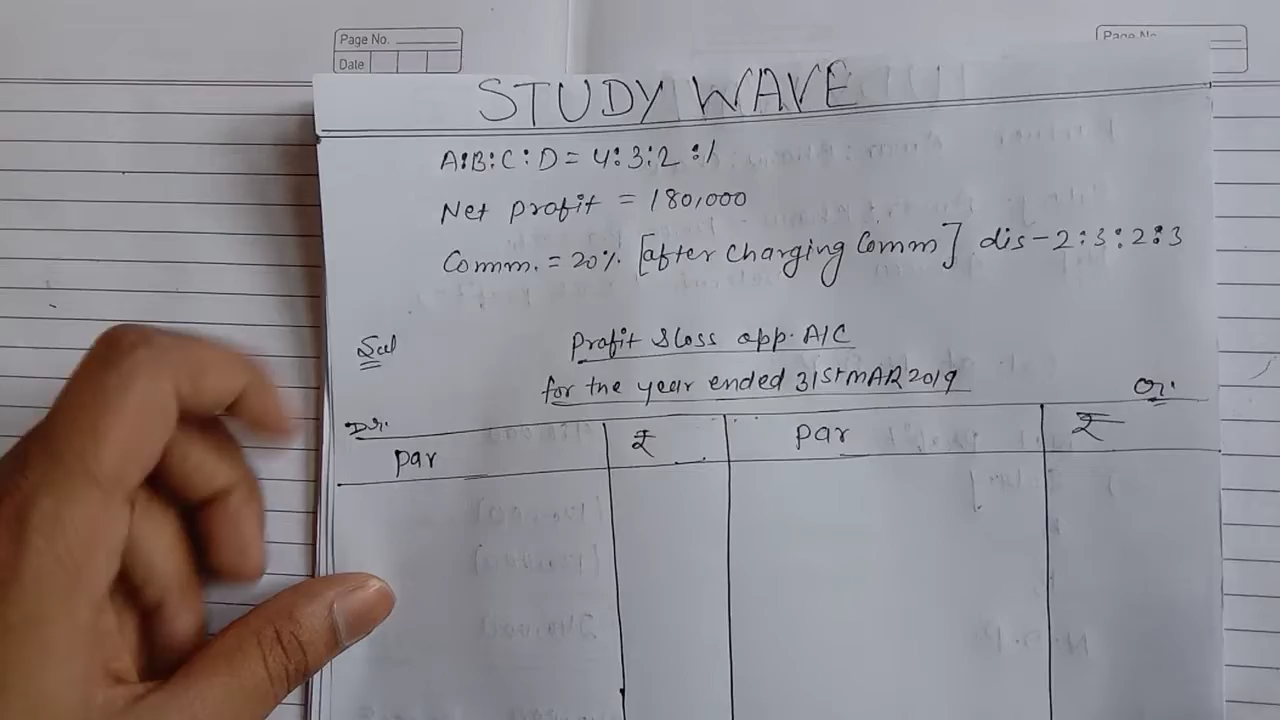 Page No.
Date
Page No.
STUDY WAVE
A:B:C:D = 4:3:2:1
Net profit = 180,000
Comm. = 20% [after charging Comm] dis - 2:3:2:3
Sol
Profit & loss app. A/C
for the year ended 31st MAR 2019
Dr. Cr.
par ₹ par ₹